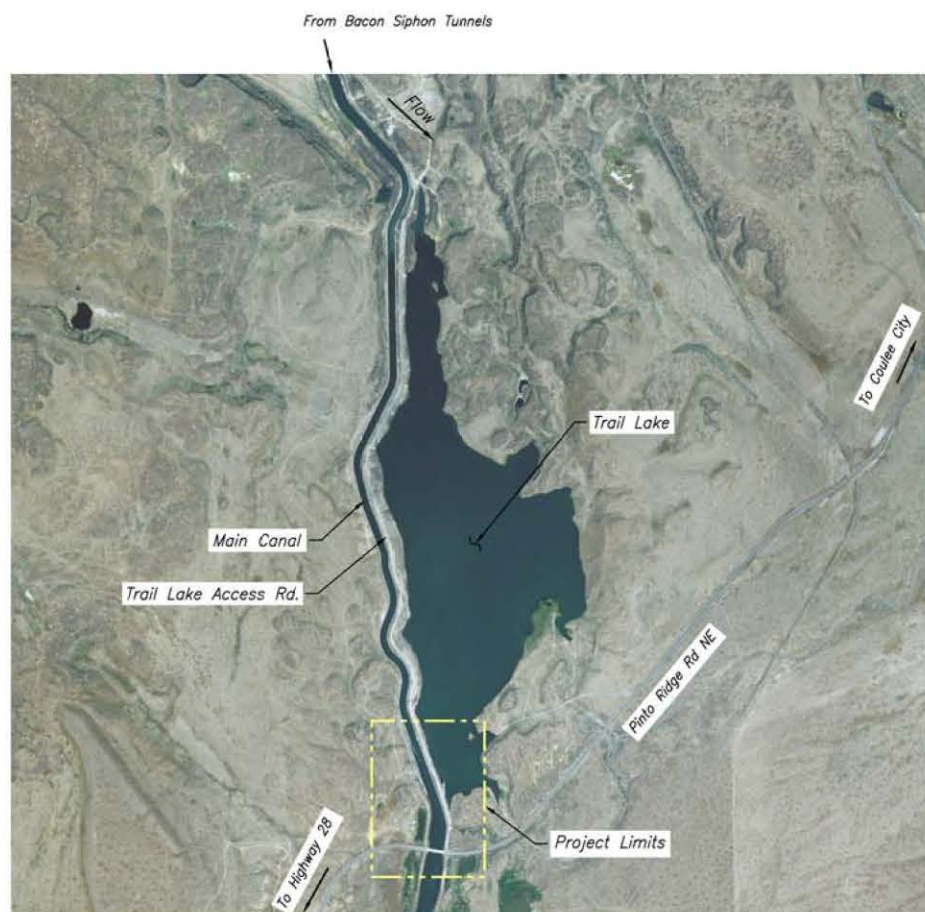 From Bacon Siphon Tunnels
Flow
To Coulee City
Trail Lake
Main Canal
Trail Lake Access Rd.
Pinto Ridge Rd NE
Project Limits
To Highway 28